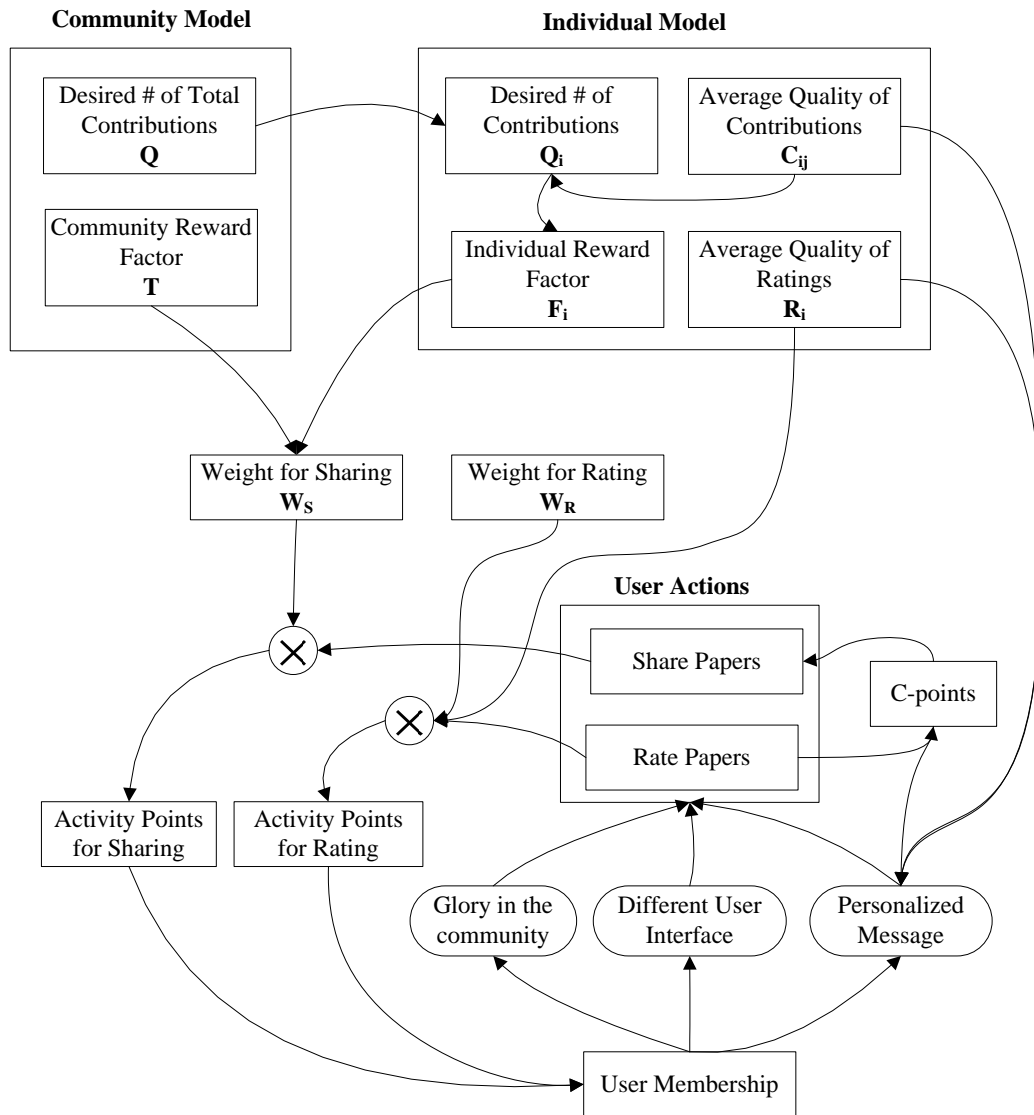 Community Model
Individual Model
Desired # of Total
Contributions
Q
Desired # of
Contributions
Qi
Average Quality of
Contributions
Cij
Community Reward
Factor
T
Individual Reward
Factor
Fi
Average Quality of
Ratings
Ri
Weight for Sharing
WS
Weight for Rating
WR
User Actions
Share Papers
C-points
Rate Papers
Activity Points
for Sharing
Activity Points
for Rating
Glory in the
community
Different User
Interface
Personalized
Message
User Membership